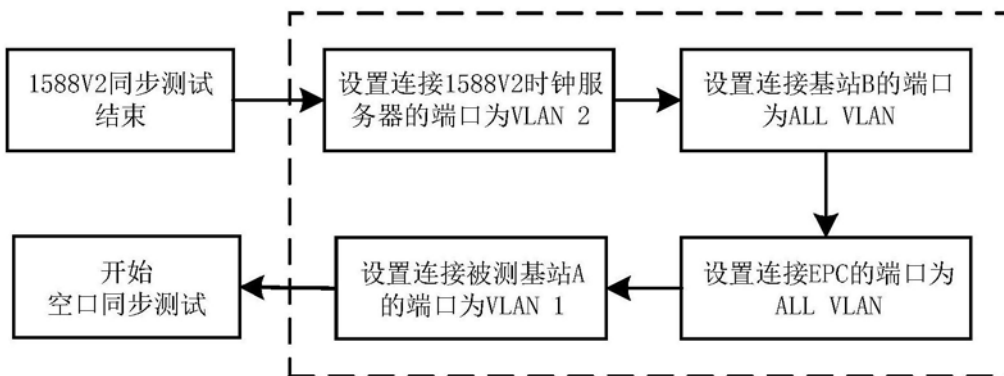 1588V2同步测试
结束
设置连接1588V2时钟服
务器的端口为VLAN 2
设置连接基站B的端口
为ALL VLAN
设置连接EPC的端口为
ALL VLAN
设置连接被测基站A
的端口为VLAN 1
开始
空口同步测试